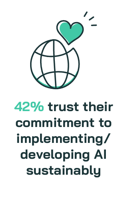 42% trust their
commitment to
implementing/
developing AI
sustainably